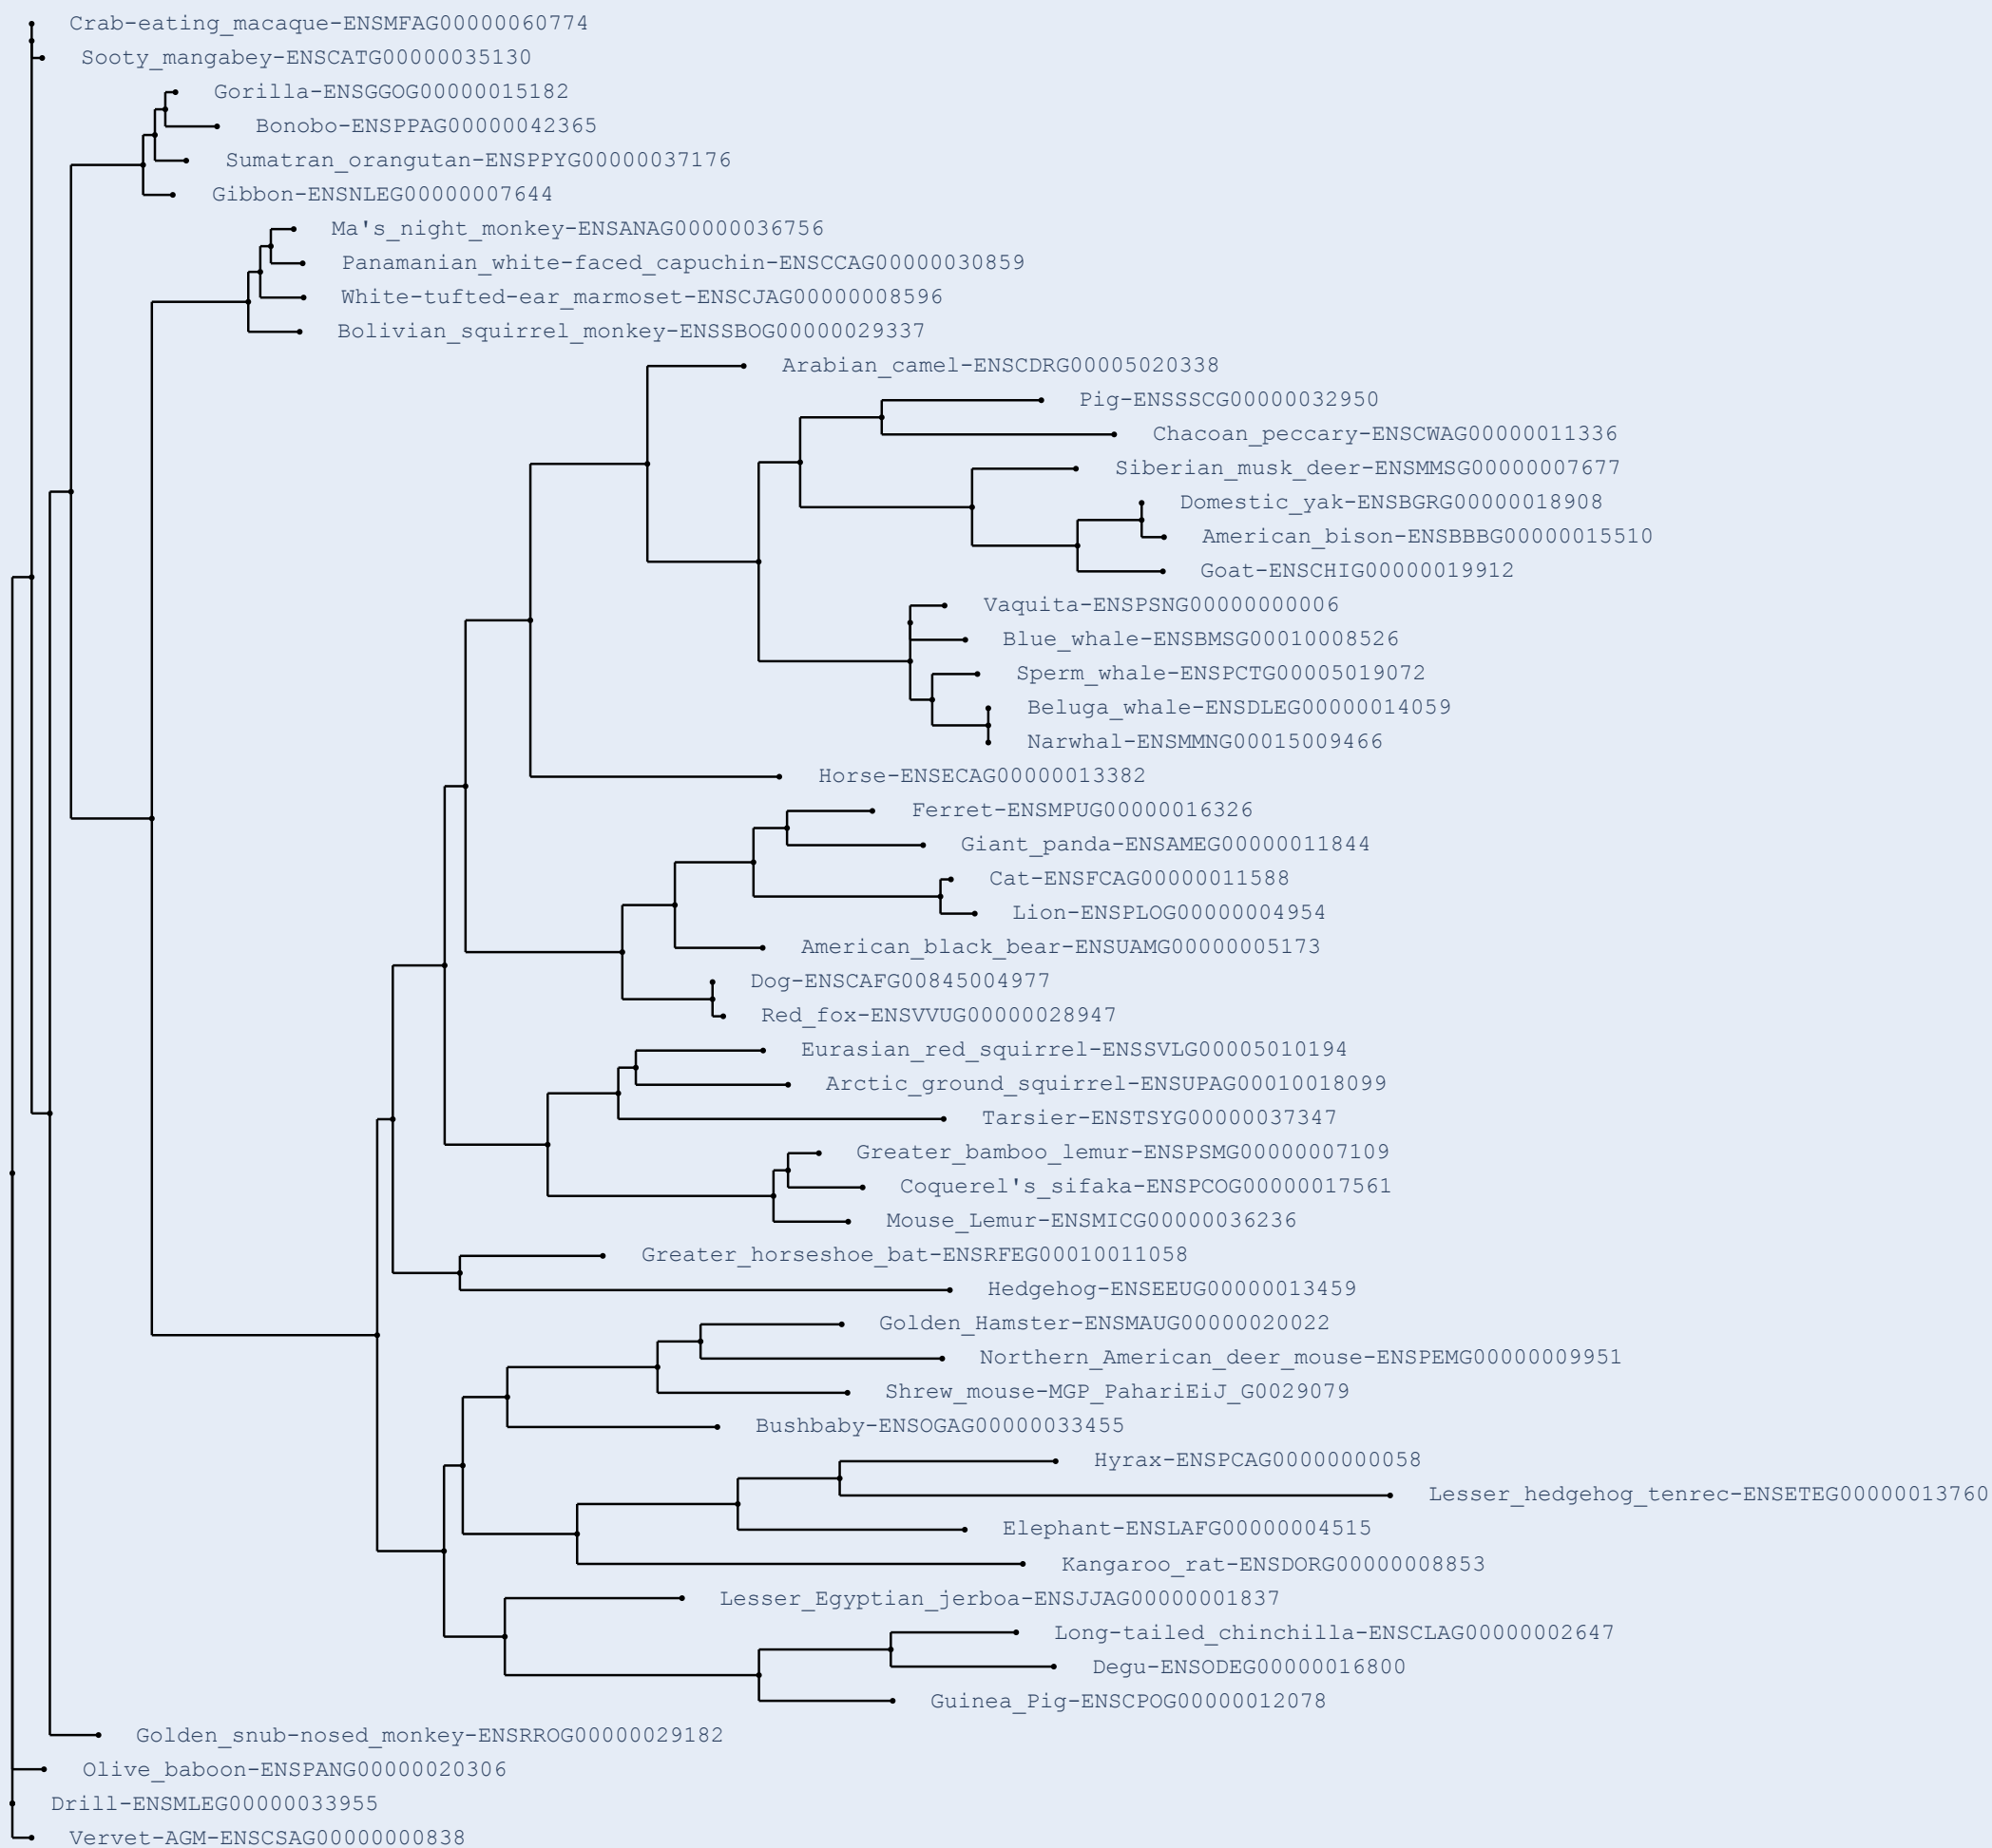 Crab-eating_macaque-ENSMFAG00000060774
Sooty_mangabey-ENSCATG00000035130
Gorilla-ENSGGOG00000015182
Bonobo-ENSPPAG00000042365
Sumatran_orangutan-ENSPPYG00000037176
Gibbon-ENSNLEG00000007644
Ma's_night_monkey-ENSANAG00000036756
Panamanian_white-faced_capuchin-ENSCCAG00000030859
White-tufted-ear_marmoset-ENSCJAG00000008596
Bolivian_squirrel_monkey-ENSSBOG00000029337
Arabian_camel-ENSCDRG00005020338
Pig-ENSSSCG00000032950
Chacoan_peccary-ENSCWAG00000011336
Siberian_musk_deer-ENSMMSG00000007677
Domestic_yak-ENSBGRG00000018908
American_bison-ENSBBBG00000015510
Goat-ENSCHIG00000019912
Vaquita-ENSPSNG00000000006
Blue_whale-ENSBMSG00010008526
Sperm_whale-ENSPCTG00005019072
Beluga_whale-ENSDLEG00000014059
Narwhal-ENSMMNG00015009466
Horse-ENSECAG00000013382
Ferret-ENSMPUG00000016326
Giant_panda-ENSAMEG00000011844
Cat-ENSFCAG00000011588
Lion-ENSPLOG00000004954
American_black_bear-ENSUAMG00000005173
Dog-ENSCAFG00845004977
Red_fox-ENSVVUG00000028947
Eurasian_red_squirrel-ENSSVLG00005010194
Arctic_ground_squirrel-ENSUPAG00010018099
Tarsier-ENSTSYG00000037347
Greater_bamboo_lemur-ENSPSMG00000007109
Coquerel's_sifaka-ENSPCOG00000017561
Mouse_Lemur-ENSMICG00000036236
Greater_horseshoe_bat-ENSRFEG00010011058
Hedgehog-ENSEEUG00000013459
Golden_Hamster-ENSMAUG00000020022
Northern_American_deer_mouse-ENSPEMG00000009951
Shrew_mouse-MGP_PahariEiJ_G0029079
Bushbaby-ENSOGAG00000033455
Hyrax-ENSPCAG00000000058
Lesser_hedgehog_tenrec-ENSETEG00000013760
Elephant-ENSLAFG00000004515
Kangaroo_rat-ENSDORG00000008853
Lesser_Egyptian_jerboa-ENSJJAG00000001837
Long-tailed_chinchilla-ENSCLAG00000002647
Degu-ENSODEG00000016800
Guinea_Pig-ENSCPOG00000012078
Golden_snub-nosed_monkey-ENSRROG00000029182
Olive_baboon-ENSPANG00000020306
Drill-ENSMLEG00000033955
Vervet-AGM-ENSCSAG00000000838